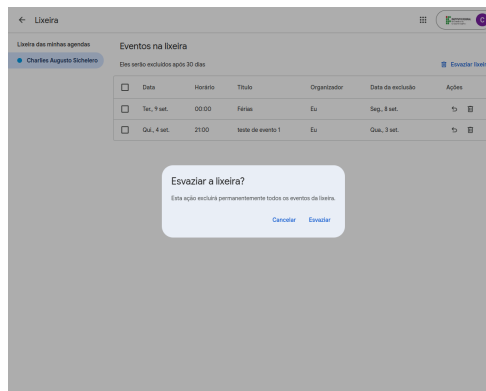 Lixeira
C
Lixeira das minhas agendas
Charlles Augusto Sichelero
Eventos na lixeira
Eles serão excluídos após 30 dias
Esvaziar lixeir
Data Horário Título Organizador Data da exclusão Ações
Ter., 9 set. 00:00 Férias Eu Seg., 8 set.
Qui., 4 set. 21:00 teste de evento 1 Eu Qua., 3 set.
Esvaziar a lixeira?
Esta ação excluirá permanentemente todos os eventos da lixeira.
Cancelar Esvaziar